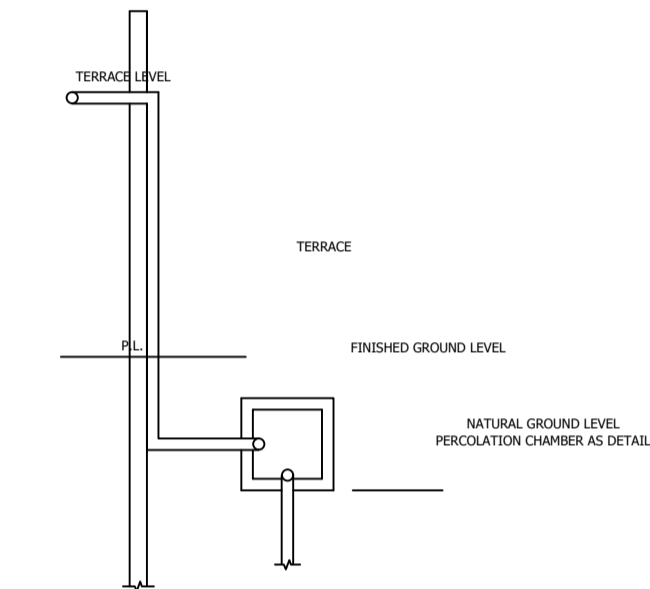 TERRACE LEVEL
TERRACE
P.L.
FINISHED GROUND LEVEL
NATURAL GROUND LEVEL
PERCOLATION CHAMBER AS DETAIL